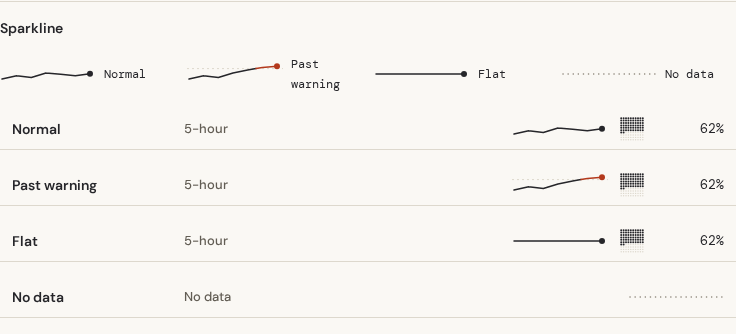 Sparkline
Normal
Past
warning
Flat
No data
Normal 5-hour 62%
Past warning 5-hour 62%
Flat 5-hour 62%
No data No data